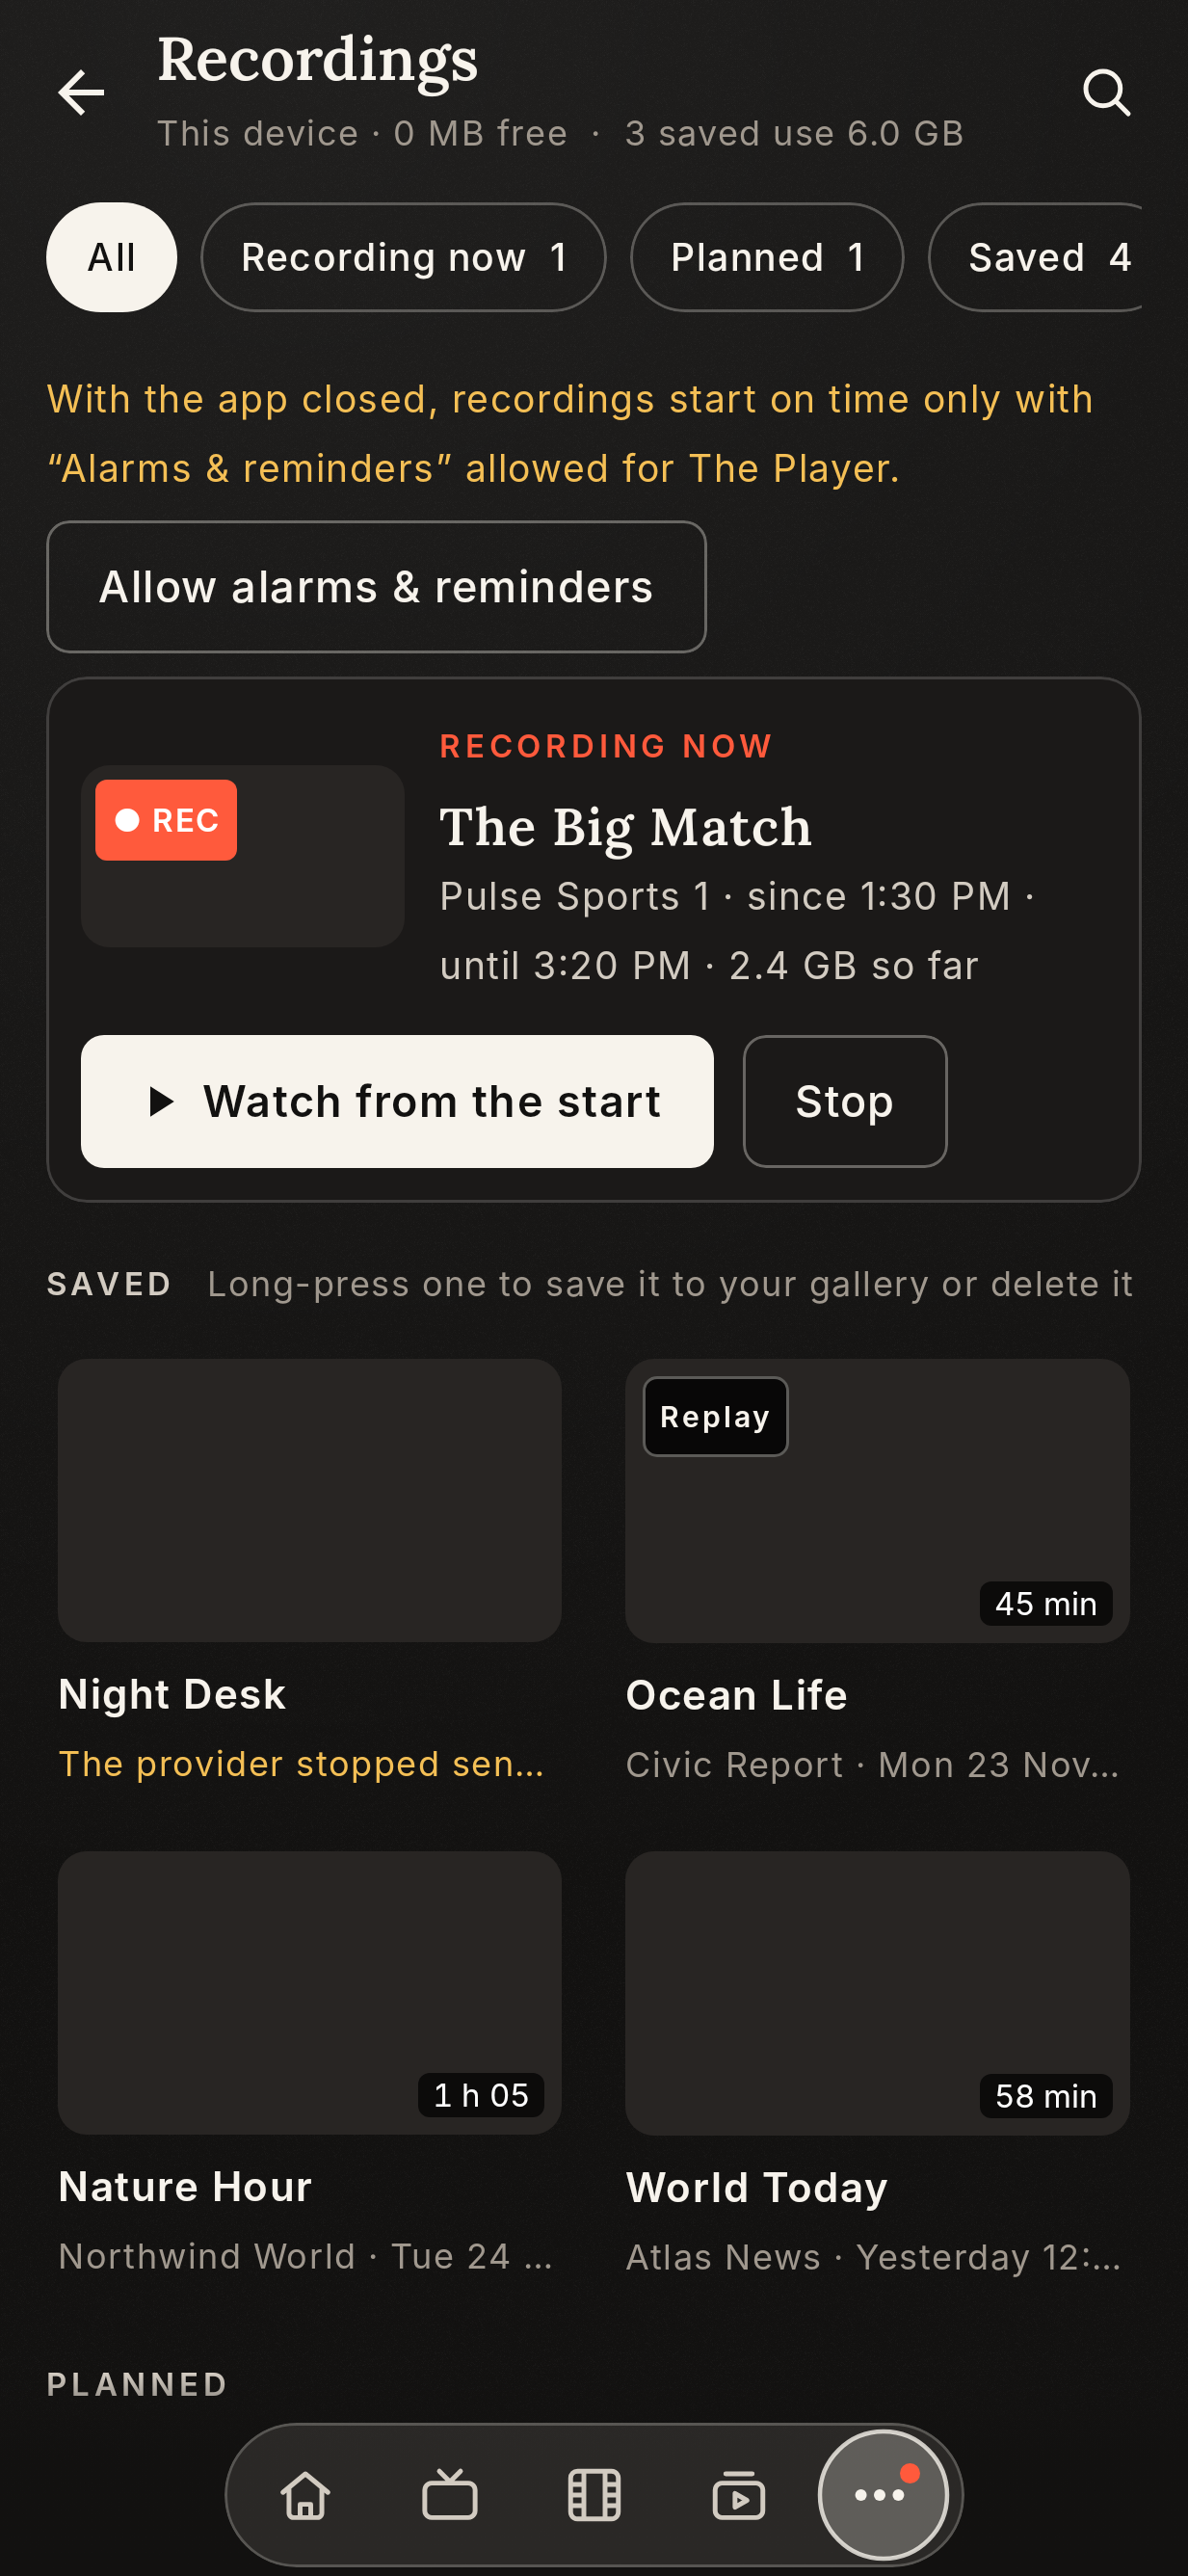 Recordings
This device · 0 MB free · 3 saved use 6.0 GB
All
Recording now 1
Planned 1
Saved 4
With the app closed, recordings start on time only with
“Alarms & reminders” allowed for The Player.
Allow alarms & reminders
RECORDING NOW
REC
The Big Match
Pulse Sports 1 · since 1:30 PM ·
until 3:20 PM · 2.4 GB so far
Watch from the start
Stop
SAVED Long-press one to save it to your gallery or delete it
Replay
45 min
Night Desk
The provider stopped sen...
Ocean Life
Civic Report · Mon 23 Nov...
1 h 05
58 min
Nature Hour
Northwind World · Tue 24 ...
World Today
Atlas News · Yesterday 12:...
PLANNED